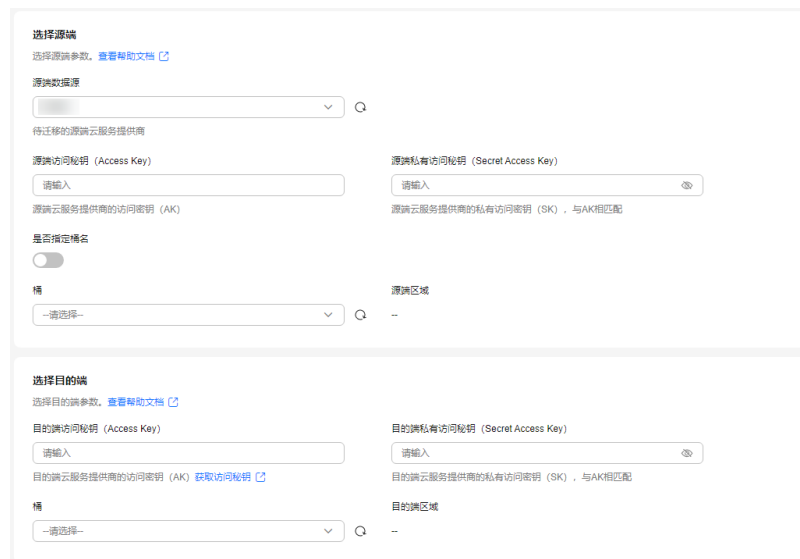 选择源端
选择源端参数。查看帮助文档
源端数据源
待迁移的源端云服务提供商
源端访问秘钥（Access Key） 源端私有访问秘钥（Secret Access Key）
请输入 请输入
源端云服务提供商的访问密钥（AK） 源端云服务提供商的私有访问密钥（SK），与AK相匹配
是否指定桶名
桶 源端区域
--请选择-- --
选择目的端
选择目的端参数。查看帮助文档
目的端访问秘钥（Access Key） 目的端私有访问秘钥（Secret Access Key）
请输入 请输入
目的端云服务提供商的访问密钥（AK）获取访问秘钥 目的端云服务提供商的私有访问密钥（SK），与AK相匹配
桶 目的端区域
--请选择-- --